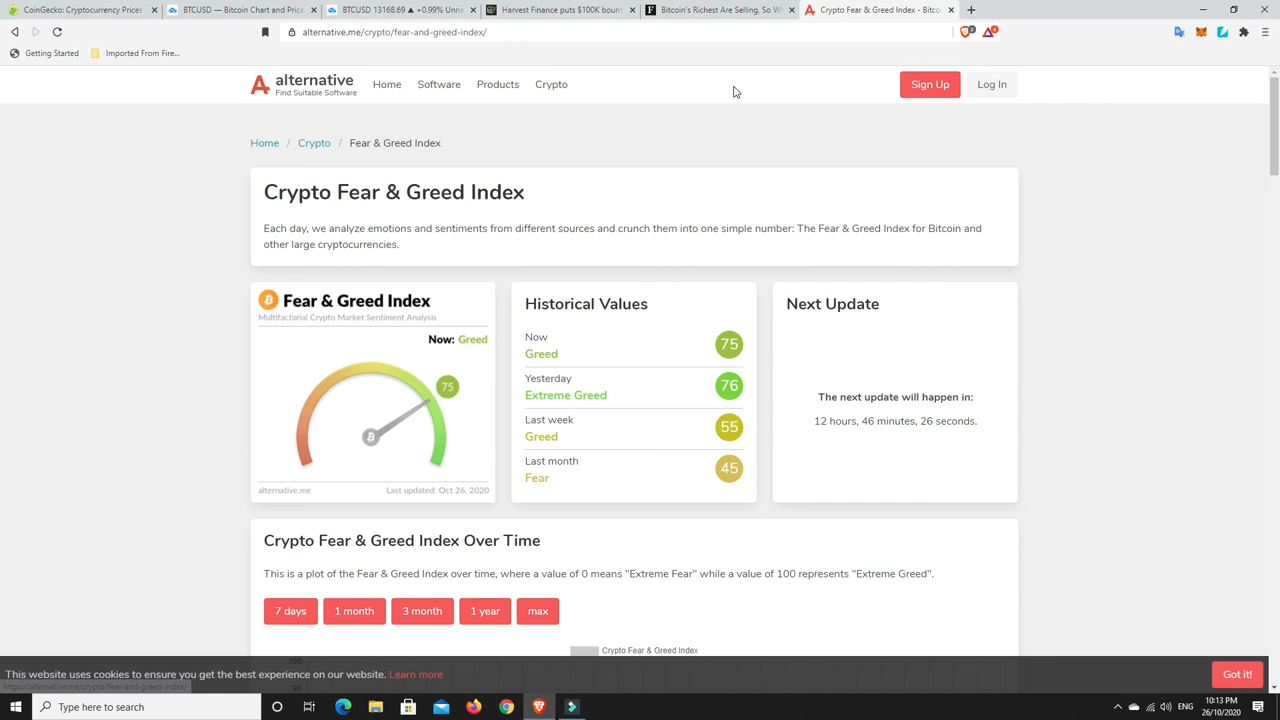 CoinGecko: Cryptocurrency Prices
BTCUSD — Bitcoin Chart and Price
BTCUSD 13168.69 ▲ +0.99% Unna
Harvest Finance puts $100K bount
Bitcoin's Richest Are Selling, So W
Crypto Fear & Greed Index - Bitco
alternative.me/crypto/fear-and-greed-index/
Getting Started
Imported From Fire...
alternative
Find Suitable Software
Home
Software
Products
Crypto
Sign Up
Log In
Home / Crypto / Fear & Greed Index
Crypto Fear & Greed Index
Each day, we analyze emotions and sentiments from different sources and crunch them into one simple number: The Fear & Greed Index for Bitcoin and
other large cryptocurrencies.
Fear & Greed Index
Multifactorial Crypto Market Sentiment Analysis
Now: Greed
75
alternative.me
Last updated: Oct 26, 2020
Historical Values
Now
Greed
75
Yesterday
Extreme Greed
76
Last week
Greed
55
Last month
Fear
45
Next Update
The next update will happen in:
12 hours, 46 minutes, 26 seconds.
Crypto Fear & Greed Index Over Time
This is a plot of the Fear & Greed Index over time, where a value of 0 means "Extreme Fear" while a value of 100 represents "Extreme Greed".
7 days
1 month
3 month
1 year
max
Crypto Fear & Greed Index
100
90
This website uses cookies to ensure you get the best experience on our website. Learn more
Got it!
https://alternative.me/crypto/fear-and-greed-index/
Type here to search
ENG
10:13 PM
26/10/2020